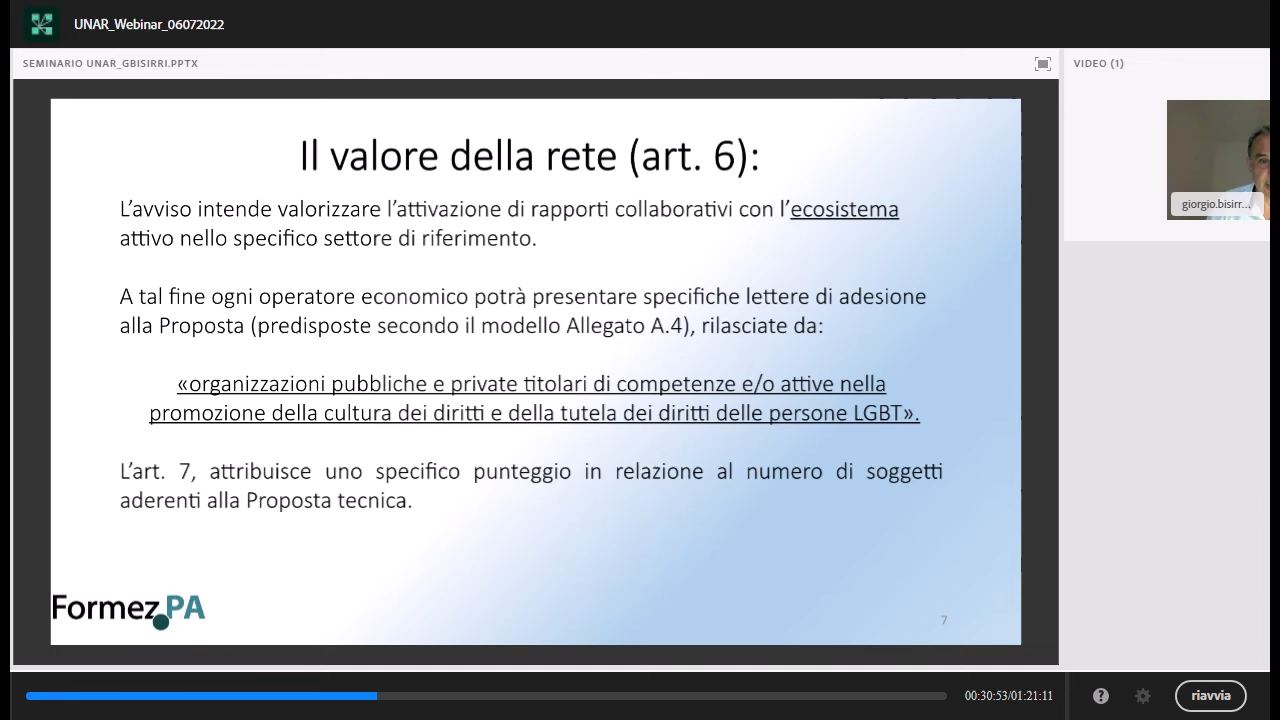 UNAR_Webinar_06072022
SEMINARIO UNAR_GBISIRRI.PPTX
VIDEO (1)
Il valore della rete (art. 6):
L’avviso intende valorizzare l’attivazione di rapporti collaborativi con l’ecosistema
attivo nello specifico settore di riferimento.
A tal fine ogni operatore economico potrà presentare specifiche lettere di adesione
alla Proposta (predisposte secondo il modello Allegato A.4), rilasciate da:
«organizzazioni pubbliche e private titolari di competenze e/o attive nella
promozione della cultura dei diritti e della tutela dei diritti delle persone LGBT».
L’art. 7, attribuisce uno specifico punteggio in relazione al numero di soggetti
aderenti alla Proposta tecnica.
giorgio.bisirr...
Formez.PA
7
00:30:53/01:21:11
?
riavvia